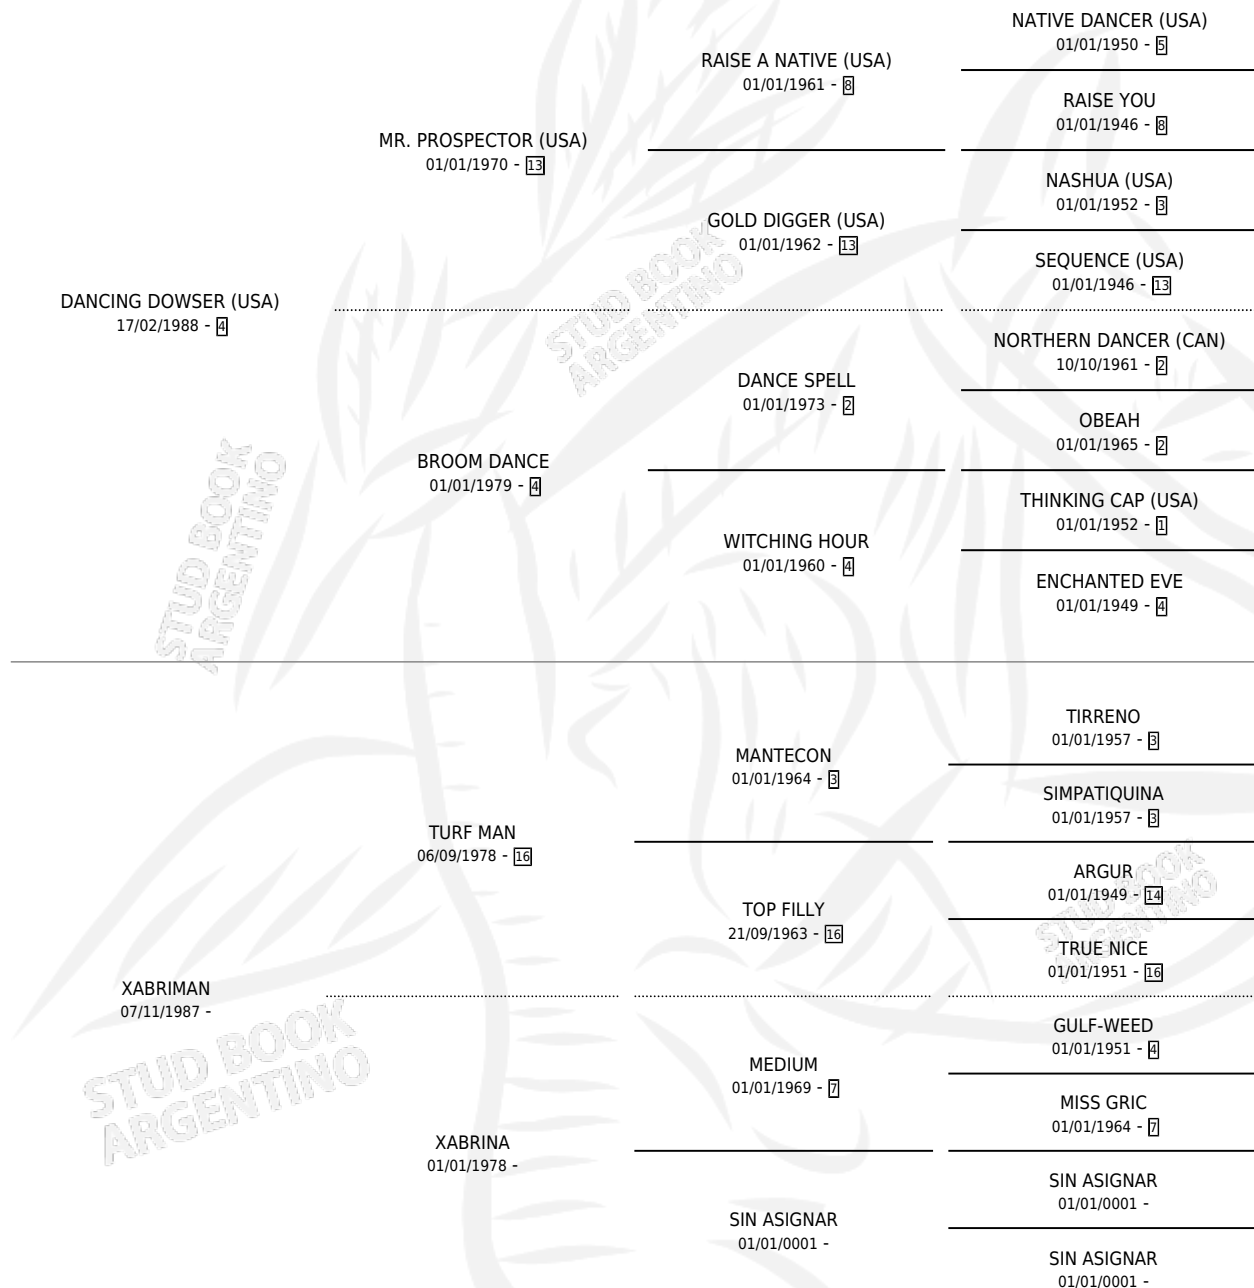 NATIVE DANCER (USA)
01/01/1950 - 5
RAISE A NATIVE (USA)
01/01/1961 - 8
RAISE YOU
01/01/1946 - 8
MR. PROSPECTOR (USA)
01/01/1970 - 13
NASHUA (USA)
01/01/1952 - 3
GOLD DIGGER (USA)
01/01/1962 - 13
SEQUENCE (USA)
01/01/1946 - 13
DANCING DOWSER (USA)
17/02/1988 - 4
NORTHERN DANCER (CAN)
10/10/1961 - 2
DANCE SPELL
01/01/1973 - 2
OBEAH
01/01/1965 - 2
BROOM DANCE
01/01/1979 - 4
THINKING CAP (USA)
01/01/1952 - 1
WITCHING HOUR
01/01/1960 - 4
ENCHANTED EVE
01/01/1949 - 4
TIRRENO
01/01/1957 - 3
MANTECON
01/01/1964 - 3
SIMPATIQUINA
01/01/1957 - 3
TURF MAN
06/09/1978 - 16
ARGUR
01/01/1949 - 14
TOP FILLY
21/09/1963 - 16
TRUE NICE
01/01/1951 - 16
XABRIMAN
07/11/1987 -
GULF-WEED
01/01/1951 - 4
MEDIUM
01/01/1969 - 7
MISS GRIC
01/01/1964 - 7
XABRINA
01/01/1978 -
SIN ASIGNAR
01/01/0001 -
SIN ASIGNAR
01/01/0001 -
SIN ASIGNAR
01/01/0001 -
STUD BOOK
ARGENTINO
STUD BOOK
ARGENTINO
STUD BOOK
ARGENTINO
STUD BOOK
ARGENTINO